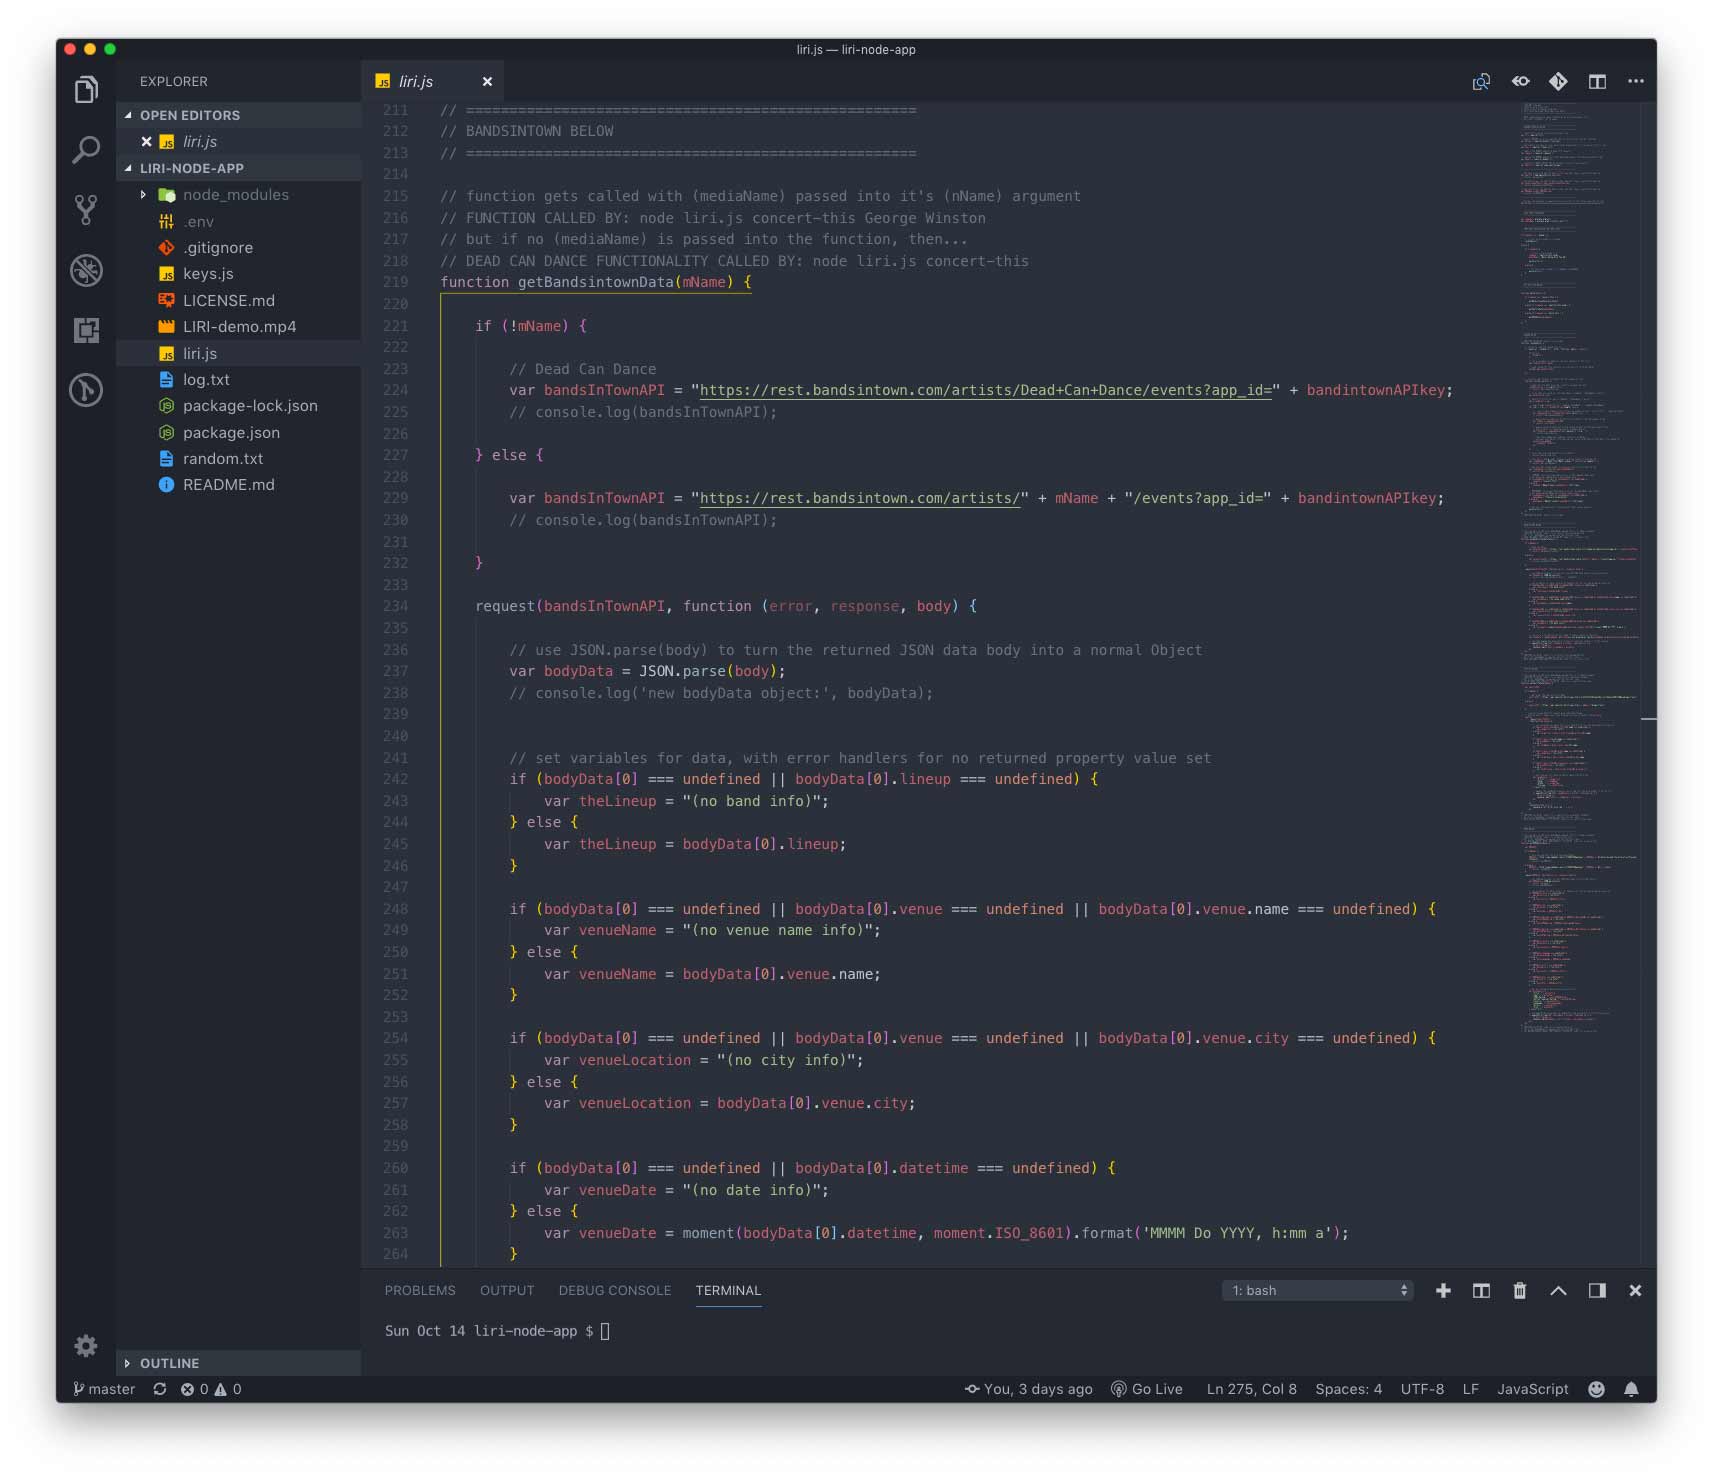 liri.js — liri-node-app
EXPLORER
OPEN EDITORS
liri.js
LIRI-NODE-APP
node_modules
.env
.gitignore
keys.js
LICENSE.md
LIRI-demo.mp4
liri.js
log.txt
package-lock.json
package.json
random.txt
README.md
OUTLINE
liri.js
211 // ====================================================
212 // BANDSINTOWN BELOW
213 // ====================================================
214
215 // function gets called with (mediaName) passed into it's (nName) argument
216 // FUNCTION CALLED BY: node liri.js concert-this George Winston
217 // but if no (mediaName) is passed into the function, then...
218 // DEAD CAN DANCE FUNCTIONALITY CALLED BY: node liri.js concert-this
219 function getBandsintownData(mName) {
220
221 if (!mName) {
222
223 // Dead Can Dance
224 var bandsInTownAPI = "https://rest.bandsintown.com/artists/Dead+Can+Dance/events?app_id=" + bandintownAPIkey;
225 // console.log(bandsInTownAPI);
226
227 } else {
228
229 var bandsInTownAPI = "https://rest.bandsintown.com/artists/" + mName + "/events?app_id=" + bandintownAPIkey;
230 // console.log(bandsInTownAPI);
231
232 }
233
234 request(bandsInTownAPI, function (error, response, body) {
235
236 // use JSON.parse(body) to turn the returned JSON data body into a normal Object
237 var bodyData = JSON.parse(body);
238 // console.log('new bodyData object:', bodyData);
239
240
241 // set variables for data, with error handlers for no returned property value set
242 if (bodyData[0] === undefined || bodyData[0].lineup === undefined) {
243 var theLineup = "(no band info)";
244 } else {
245 var theLineup = bodyData[0].lineup;
246 }
247
248 if (bodyData[0] === undefined || bodyData[0].venue === undefined || bodyData[0].venue.name === undefined) {
249 var venueName = "(no venue name info)";
250 } else {
251 var venueName = bodyData[0].venue.name;
252 }
253
254 if (bodyData[0] === undefined || bodyData[0].venue === undefined || bodyData[0].venue.city === undefined) {
255 var venueLocation = "(no city info)";
256 } else {
257 var venueLocation = bodyData[0].venue.city;
258 }
259
260 if (bodyData[0] === undefined || bodyData[0].datetime === undefined) {
261 var venueDate = "(no date info)";
262 } else {
263 var venueDate = moment(bodyData[0].datetime, moment.ISO_8601).format('MMMM Do YYYY, h:mm a');
264 }
PROBLEMS OUTPUT DEBUG CONSOLE TERMINAL 1: bash
Sun Oct 14 liri-node-app $
master 0 0 You, 3 days ago Go Live Ln 275, Col 8 Spaces: 4 UTF-8 LF JavaScript